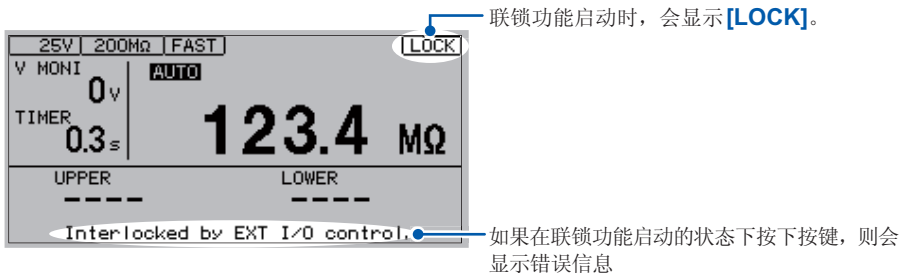 联锁功能启动时，会显示[LOCK]。
25V 200MΩ FAST LOCK
V MONI AUTO
0 V
TIMER
0.3 s 123.4 MΩ
UPPER LOWER
---- ----
Interlocked by EXT I/O control.
如果在联锁功能启动的状态下按下按键，则会
显示错误信息